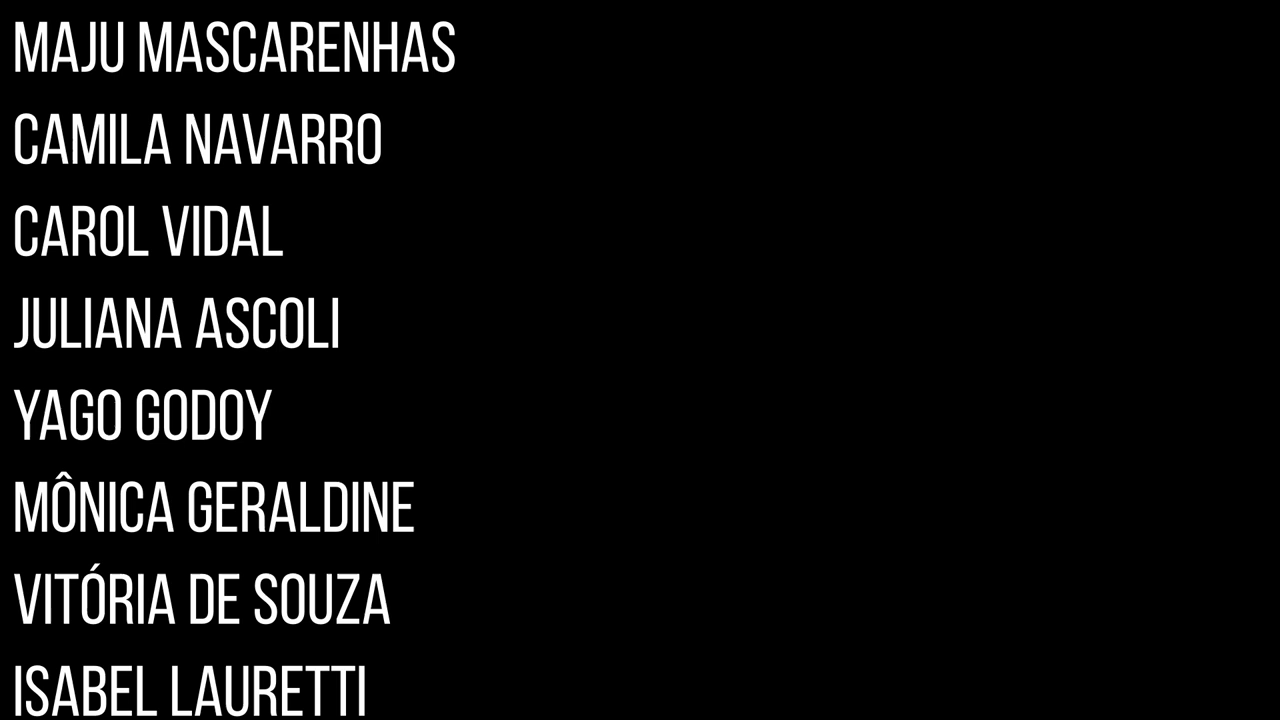 MAJU MASCARENHAS
CAMILA NAVARRO
CAROL VIDAL
JULIANA ASCOLI
YAGO GODOY
MÔNICA GERALDINE
VITÓRIA DE SOUZA
ISABEL LAURETTI